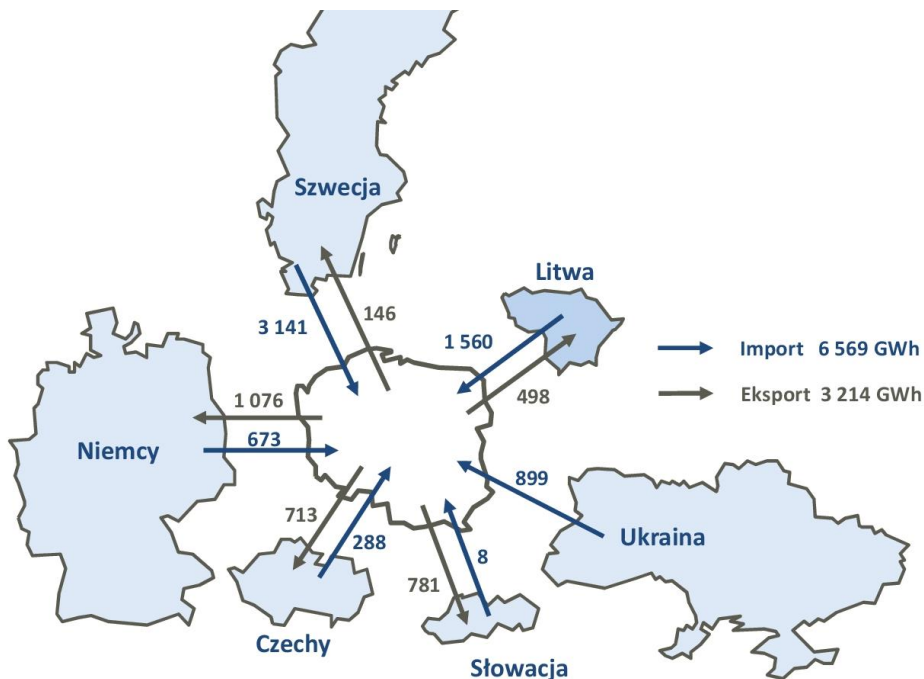 Szwecja
Litwa
3 141
146
1 560
498
Import 6 569 GWh
Eksport 3 214 GWh
1 076
Niemcy
673
899
713
288
781
8
Ukraina
Czechy
Słowacja